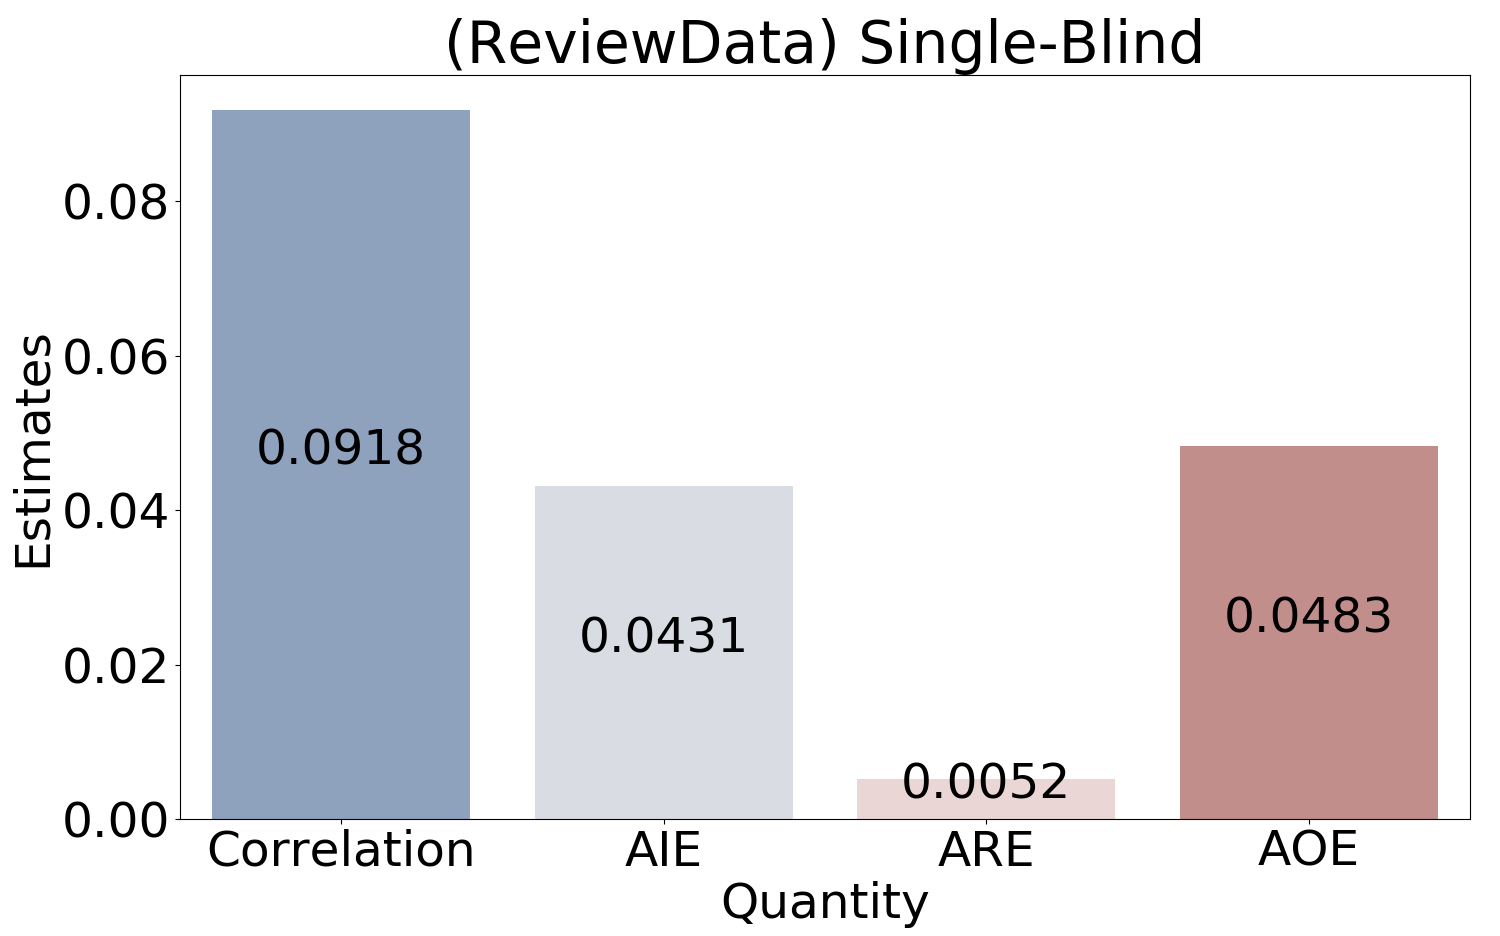 (ReviewData) Single-Blind
Estimates
0.08
0.06
0.04
0.02
0.00
0.0918
0.0431
0.0052
0.0483
Correlation
AIE
ARE
AOE
Quantity